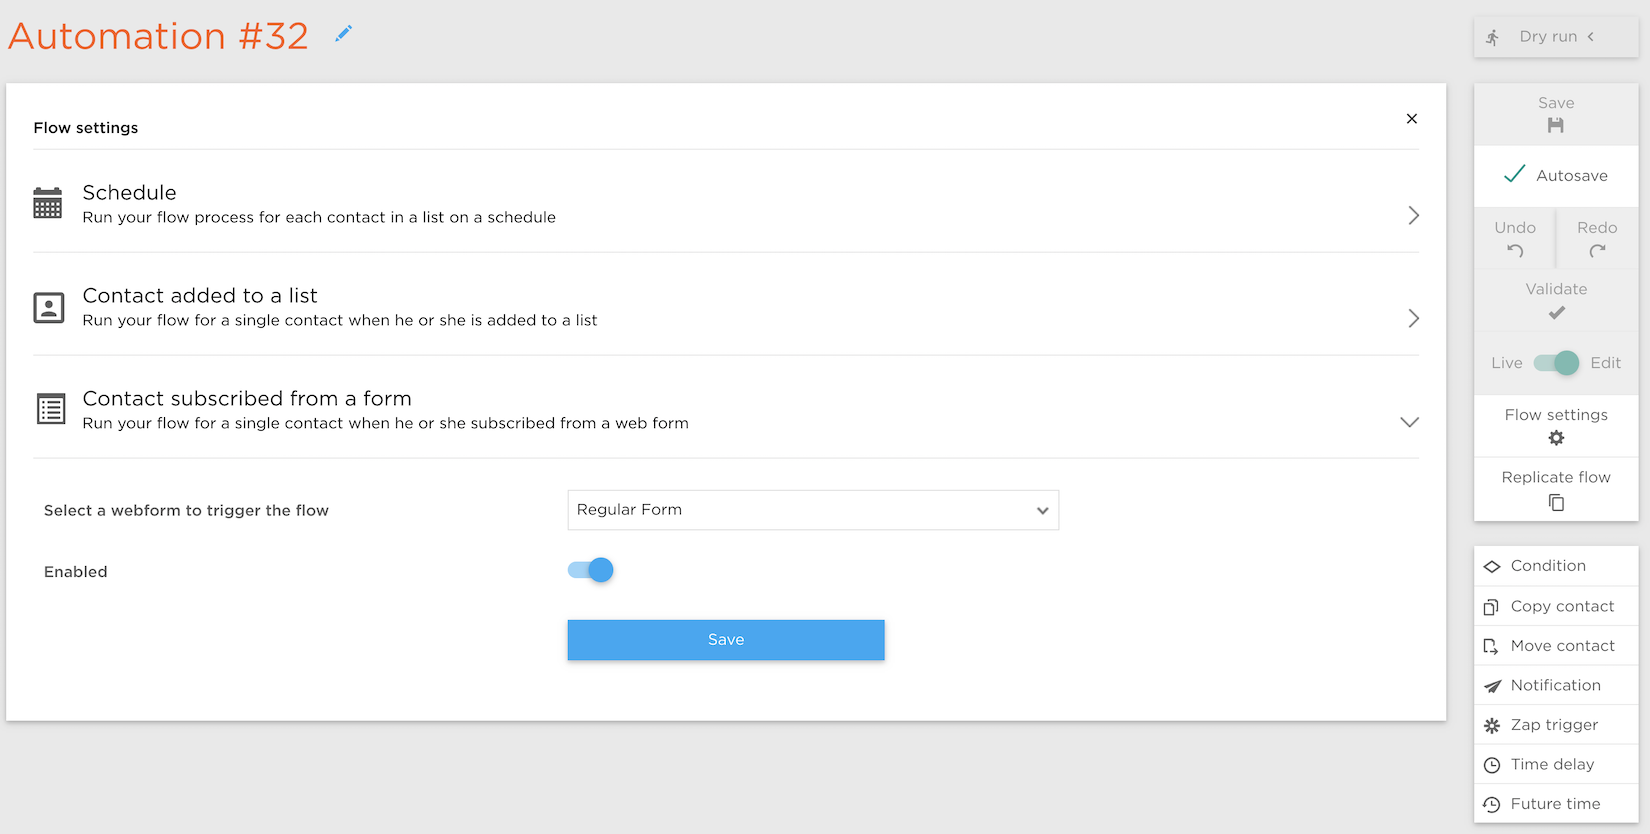 Automation #32
Dry run
Flow settings
Schedule
Run your flow process for each contact in a list on a schedule
Contact added to a list
Run your flow for a single contact when he or she is added to a list
Contact subscribed from a form
Run your flow for a single contact when he or she subscribed from a web form
Select a webform to trigger the flow
Regular Form
Enabled
Save
Save
Autosave
Undo
Redo
Validate
Live
Edit
Flow settings
Replicate flow
Condition
Copy contact
Move contact
Notification
Zap trigger
Time delay
Future time